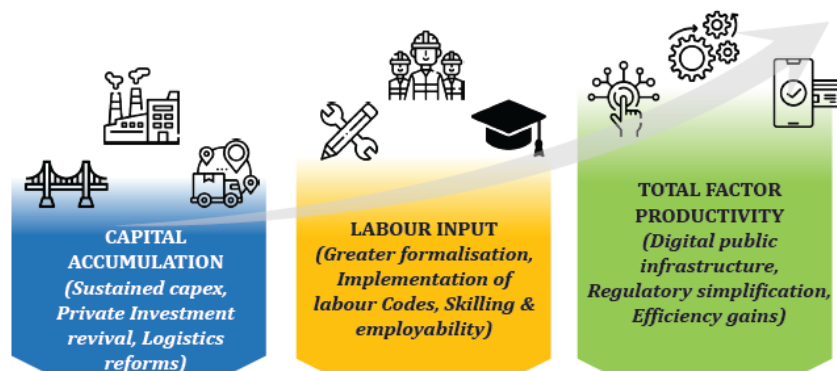 CAPITAL
ACCUMULATION
(Sustained capex,
Private Investment
revival, Logistics
reforms)
LABOUR INPUT
(Greater formalisation,
Implementation of
labour Codes, Skilling &
employability)
TOTAL FACTOR
PRODUCTIVITY
(Digital public
infrastructure,
Regulatory simplification,
Efficiency gains)